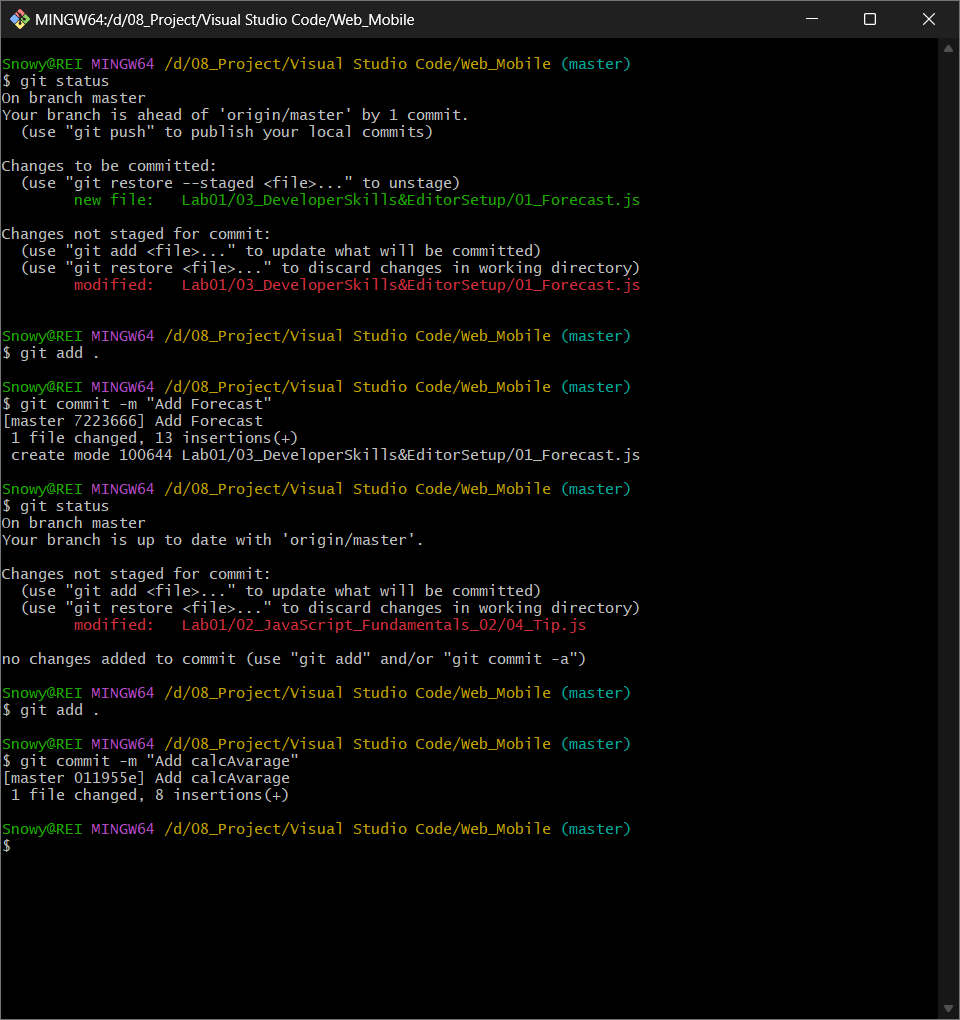 MINGW64:/d/08_Project/Visual Studio Code/Web_Mobile
Snowy@REI MINGW64 /d/08_Project/Visual Studio Code/Web_Mobile (master)
$ git status
On branch master
Your branch is ahead of 'origin/master' by 1 commit.
  (use "git push" to publish your local commits)

Changes to be committed:
  (use "git restore --staged <file>..." to unstage)
        new file:   Lab01/03_DeveloperSkills&EditorSetup/01_Forecast.js

Changes not staged for commit:
  (use "git add <file>..." to update what will be committed)
  (use "git restore <file>..." to discard changes in working directory)
        modified:   Lab01/03_DeveloperSkills&EditorSetup/01_Forecast.js

Snowy@REI MINGW64 /d/08_Project/Visual Studio Code/Web_Mobile (master)
$ git add .

Snowy@REI MINGW64 /d/08_Project/Visual Studio Code/Web_Mobile (master)
$ git commit -m "Add Forecast"
[master 7223666] Add Forecast
 1 file changed, 13 insertions(+)
 create mode 100644 Lab01/03_DeveloperSkills&EditorSetup/01_Forecast.js

Snowy@REI MINGW64 /d/08_Project/Visual Studio Code/Web_Mobile (master)
$ git status
On branch master
Your branch is up to date with 'origin/master'.

Changes not staged for commit:
  (use "git add <file>..." to update what will be committed)
  (use "git restore <file>..." to discard changes in working directory)
        modified:   Lab01/02_JavaScript_Fundamentals_02/04_Tip.js

no changes added to commit (use "git add" and/or "git commit -a")

Snowy@REI MINGW64 /d/08_Project/Visual Studio Code/Web_Mobile (master)
$ git add .

Snowy@REI MINGW64 /d/08_Project/Visual Studio Code/Web_Mobile (master)
$ git commit -m "Add calcAvarage"
[master 011955e] Add calcAvarage
 1 file changed, 8 insertions(+)

Snowy@REI MINGW64 /d/08_Project/Visual Studio Code/Web_Mobile (master)
$